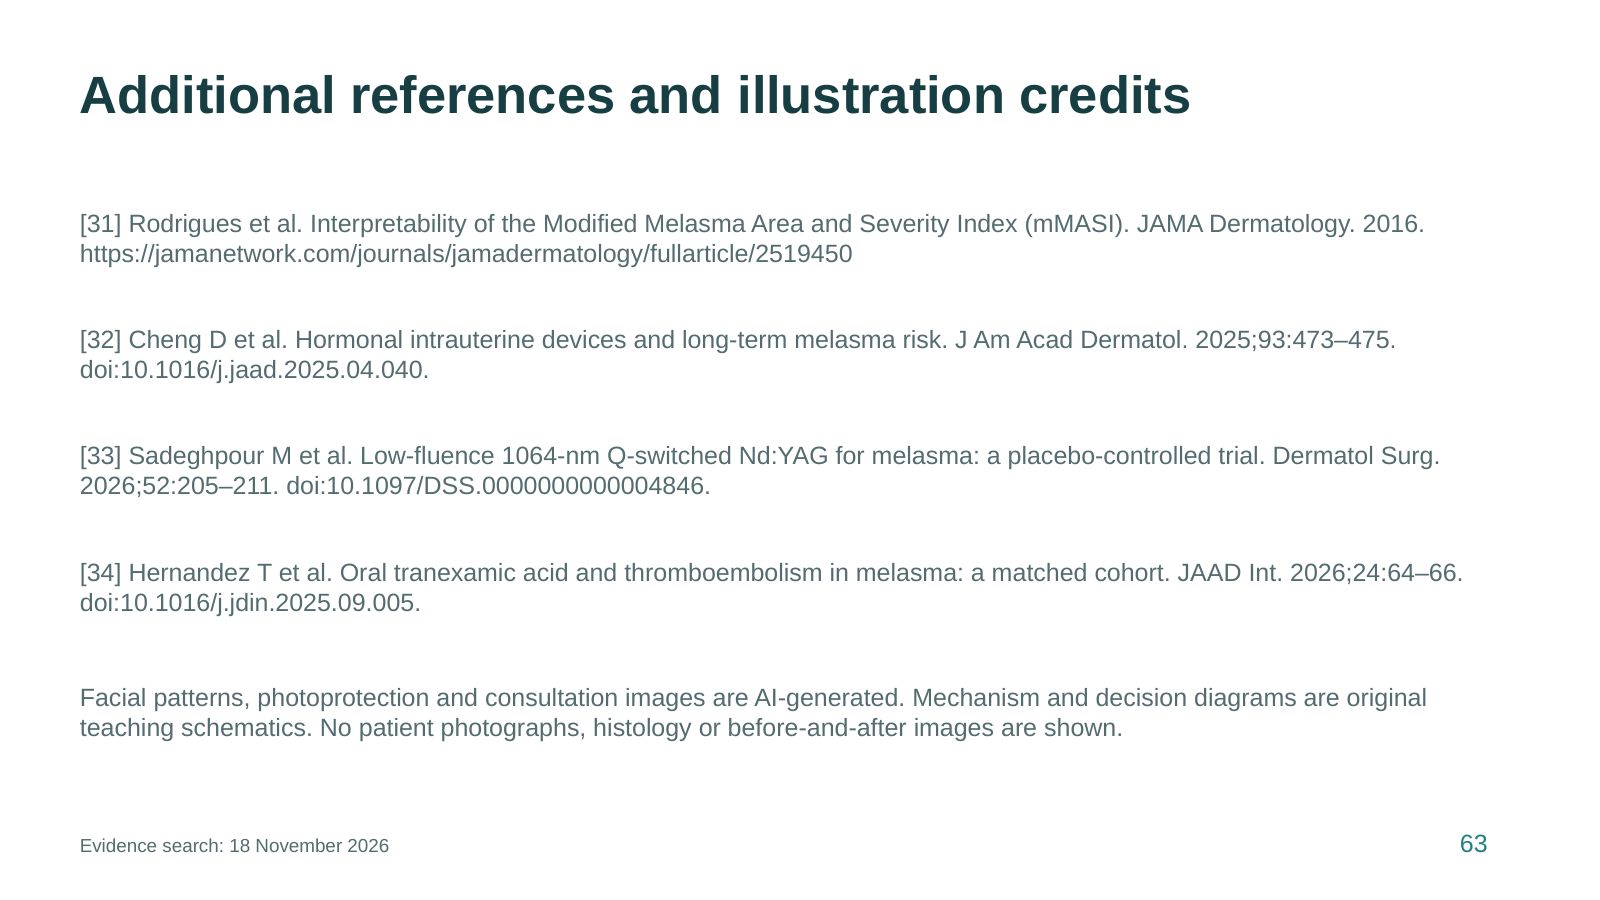 Additional references and illustration credits
[31] Rodrigues et al. Interpretability of the Modified Melasma Area and Severity Index (mMASI). JAMA Dermatology. 2016.
https://jamanetwork.com/journals/jamadermatology/fullarticle/2519450
[32] Cheng D et al. Hormonal intrauterine devices and long-term melasma risk. J Am Acad Dermatol. 2025;93:473–475.
doi:10.1016/j.jaad.2025.04.040.
[33] Sadeghpour M et al. Low-fluence 1064-nm Q-switched Nd:YAG for melasma: a placebo-controlled trial. Dermatol Surg.
2026;52:205–211. doi:10.1097/DSS.0000000000004846.
[34] Hernandez T et al. Oral tranexamic acid and thromboembolism in melasma: a matched cohort. JAAD Int. 2026;24:64–66.
doi:10.1016/j.jdin.2025.09.005.
Facial patterns, photoprotection and consultation images are AI-generated. Mechanism and decision diagrams are original
teaching schematics. No patient photographs, histology or before-and-after images are shown.
Evidence search: 18 November 2026
63